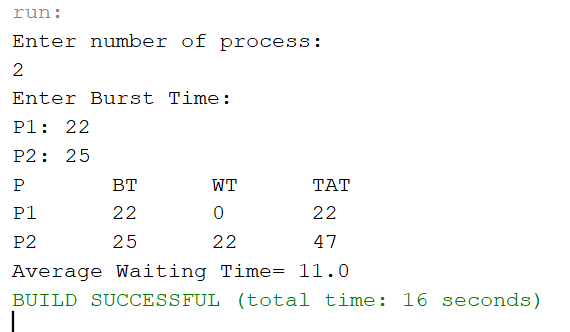 run:
Enter number of process:
2
Enter Burst Time:
P1: 22
P2: 25
P BT WT TAT
P1 22 0 22
P2 25 22 47
Average Waiting Time= 11.0
BUILD SUCCESSFUL (total time: 16 seconds)